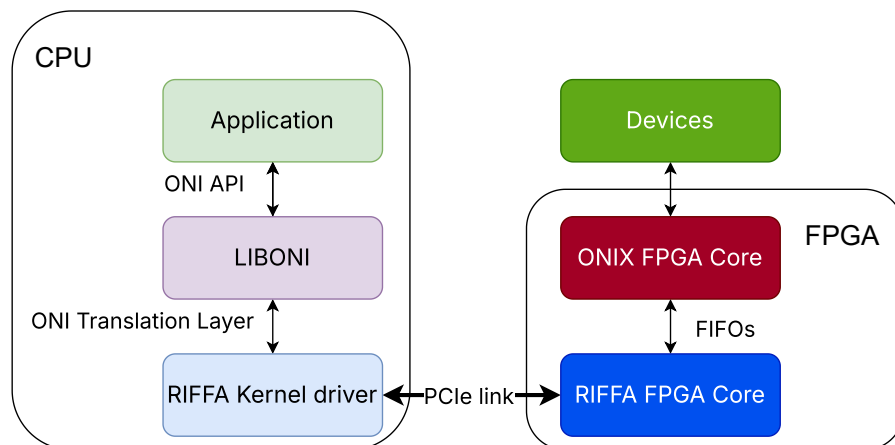 CPU
Application
ONI API
LIBONI
ONI Translation Layer
RIFFA Kernel driver
PCIe link
Devices
FPGA
ONIX FPGA Core
FIFOs
RIFFA FPGA Core